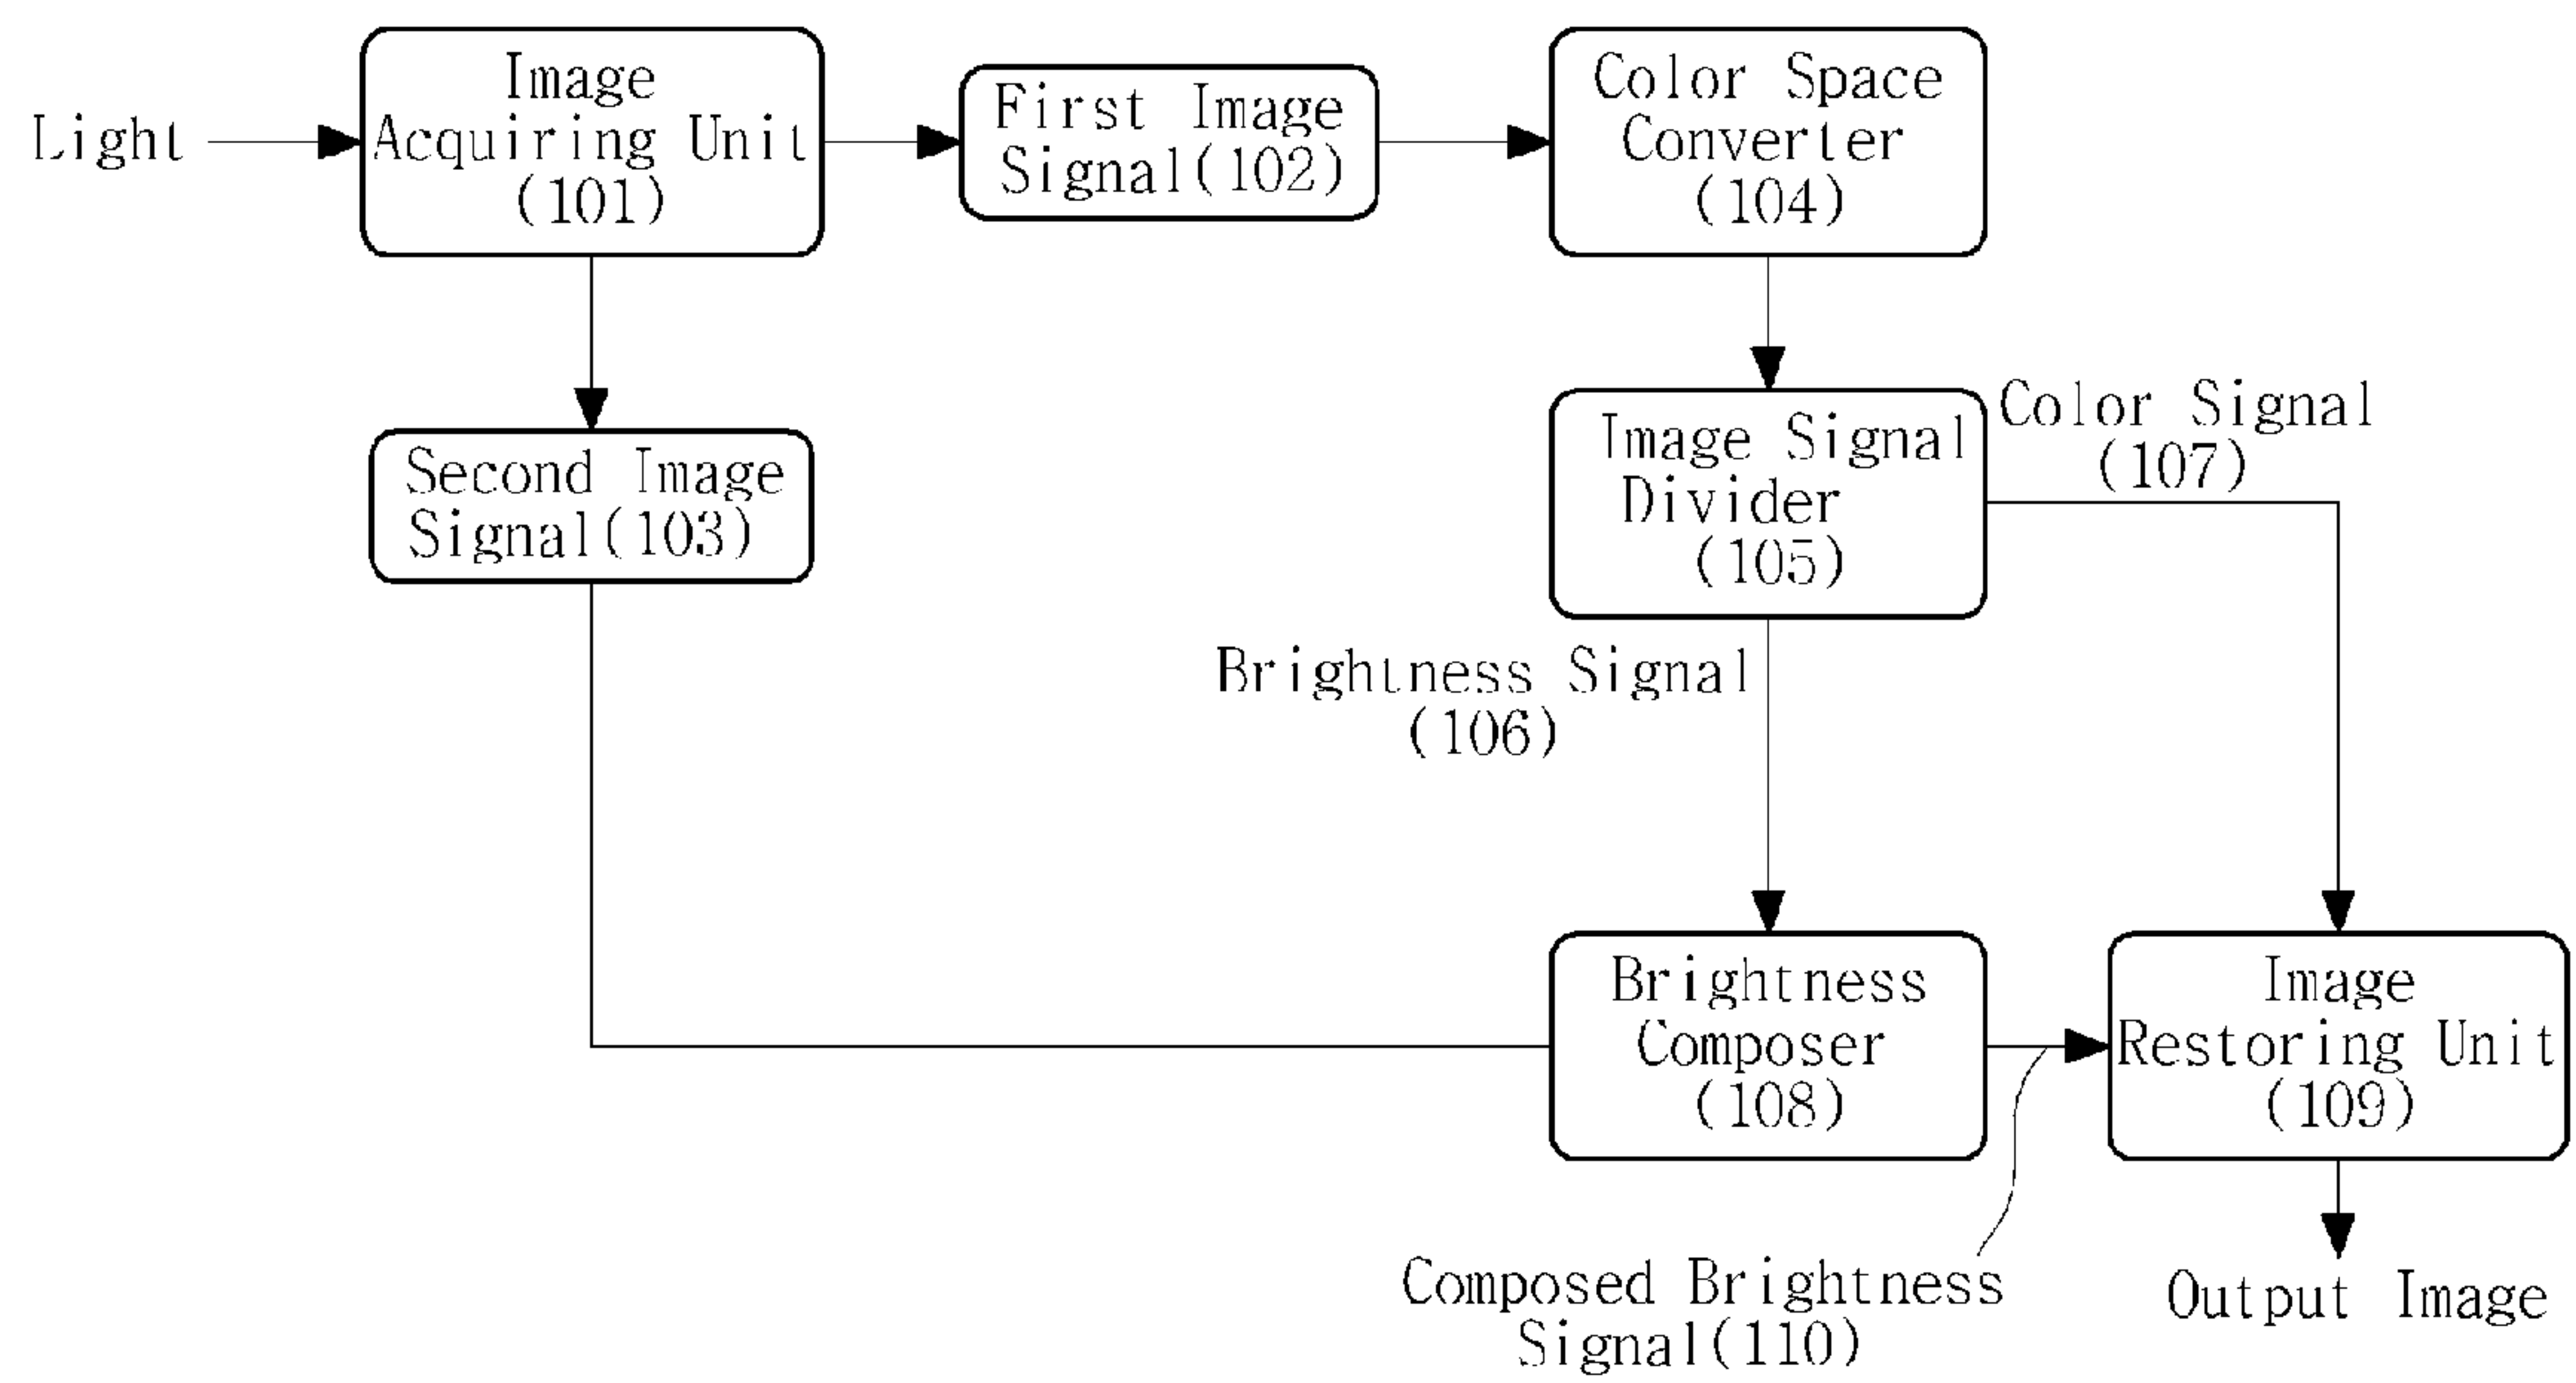 Light
Image
Acquiring Unit
(101)
First Image
Signal(102)
Color Space
Converter
(104)
Second Image
Signal(103)
Image Signal
Divider
(105)
Color Signal
(107)
Brightness Signal
(106)
Brightness
Composer
(108)
Image
Restoring Unit
(109)
Composed Brightness
Signal(110)
Output Image